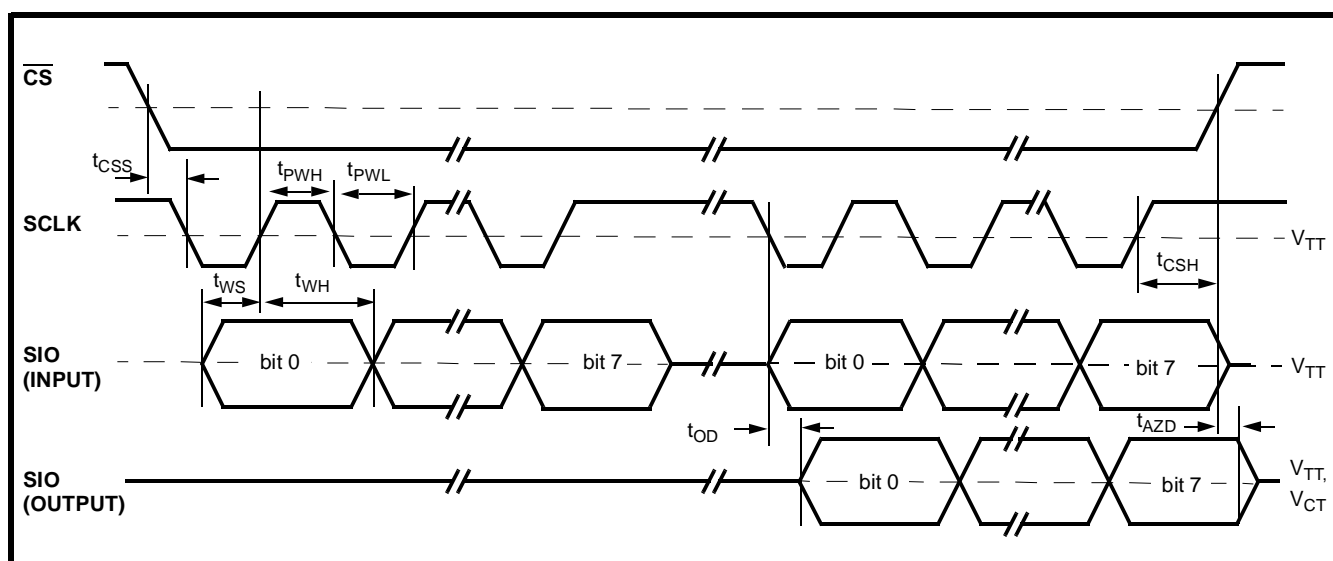 CS
tCSS
tPWH
tPWL
SCLK
VTT
tCSH
tWS
tWH
SIO
(INPUT)
bit 0
bit 7
bit 0
bit 7
VTT
tOD
tAZD
SIO
(OUTPUT)
bit 0
bit 7
VTT,
VCT